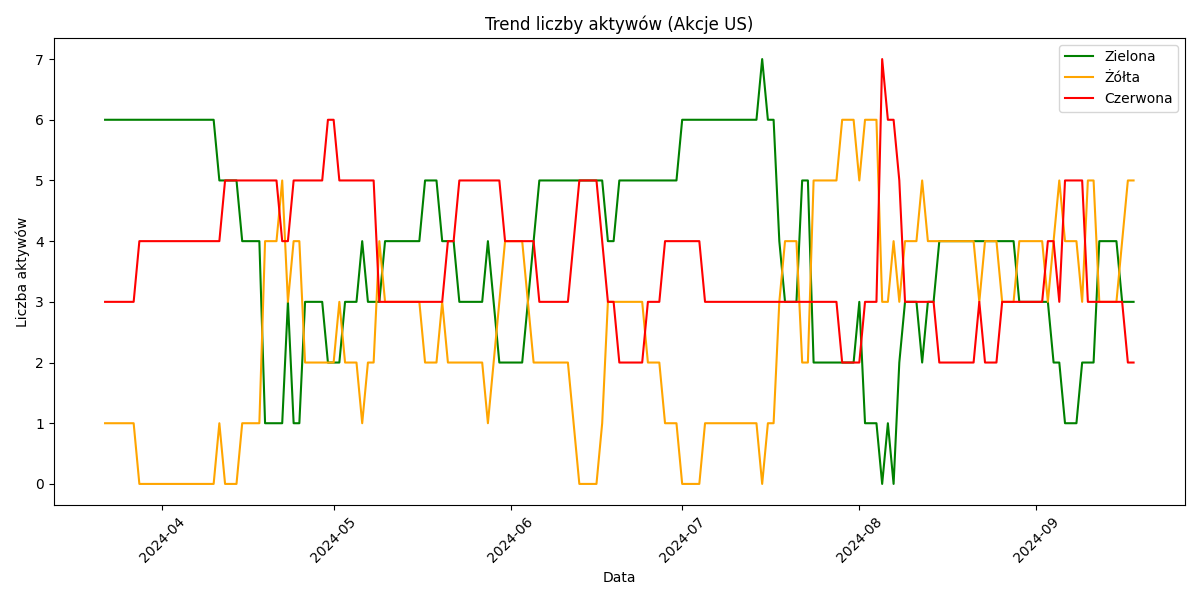 Trend liczby aktywów (Akcje US)
Zielona
Żółta
Czerwona
Liczba aktywów
7
6
5
4
3
2
1
0
2024-04
2024-05
2024-06
2024-07
2024-08
2024-09
Data